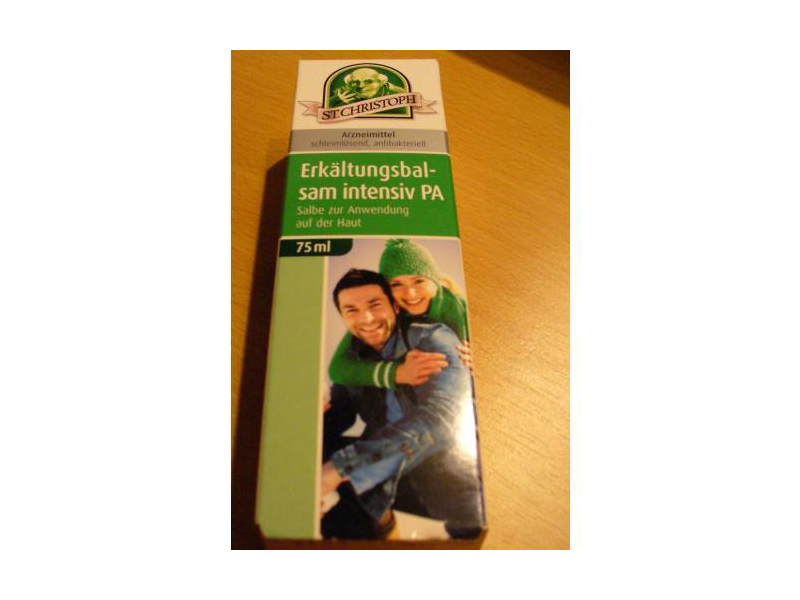 ST. CHRISTOPH
Arzneimittel
schleimlösend, antibakteriell
Erkältungsbal-
sam intensiv PA
Salbe zur Anwendung
auf der Haut
75 ml